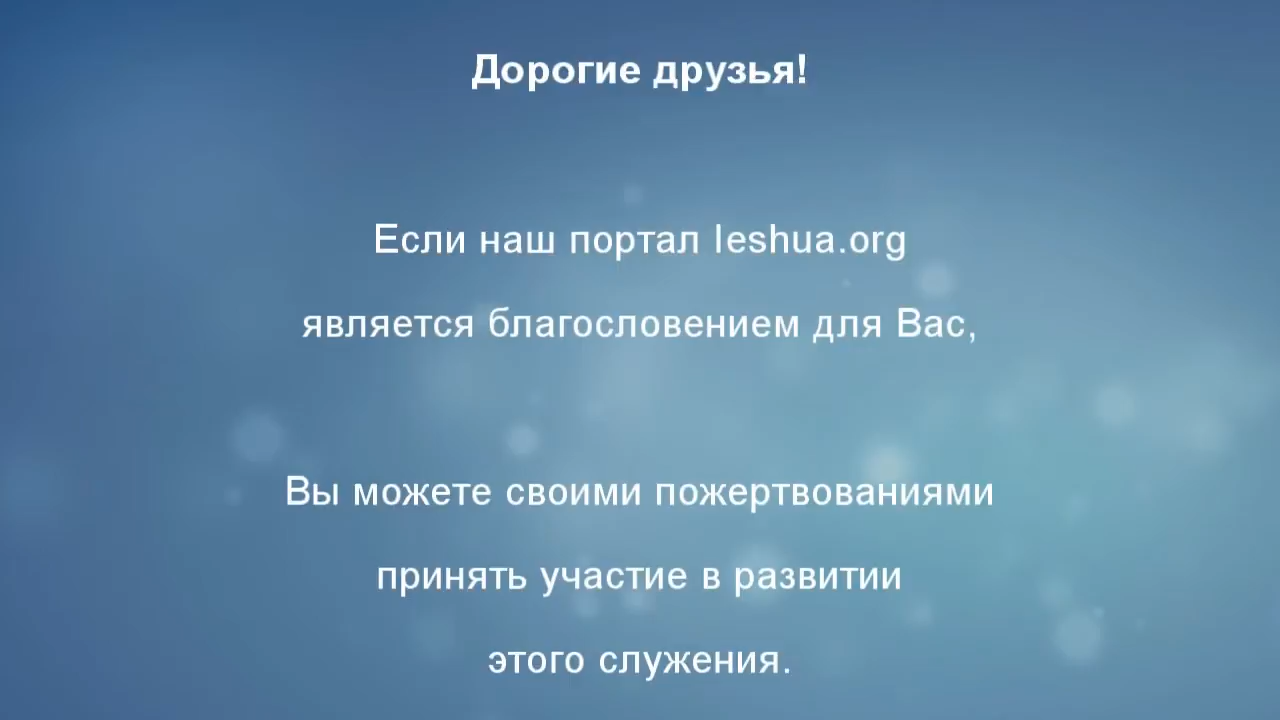 Дорогие друзья!
Если наш портал Ieshua.org
является благословением для Вас,
Вы можете своими пожертвованиями
принять участие в развитии
этого служения.